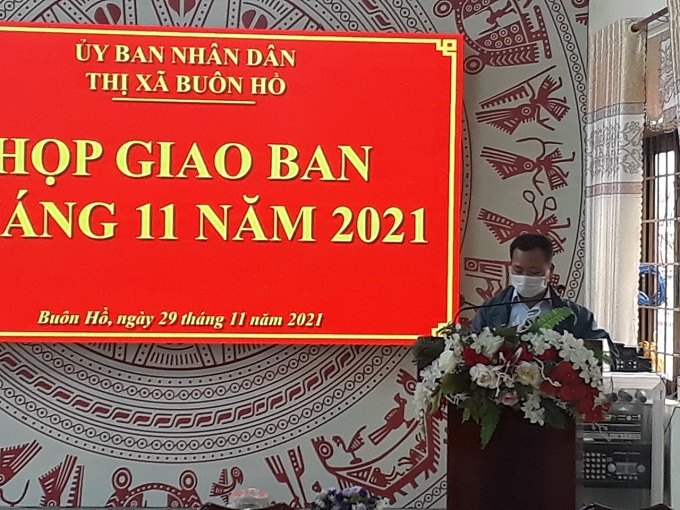 ỦY BAN NHÂN DÂN
THỊ XÃ BUÔN HỒ
HỌP GIAO BAN
THÁNG 11 NĂM 2021
Buôn Hồ, ngày 29 tháng 11 năm 2021